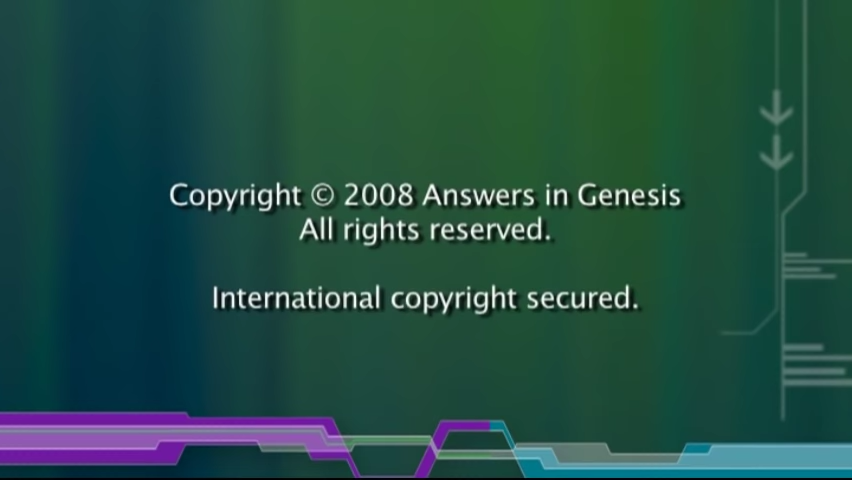 Copyright © 2008 Answers in Genesis
All rights reserved.
International copyright secured.